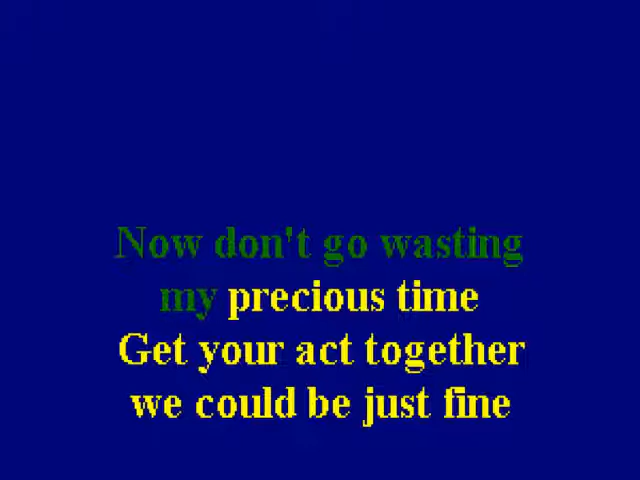 Now don't go wasting
my precious time
Get your act together
we could be just fine